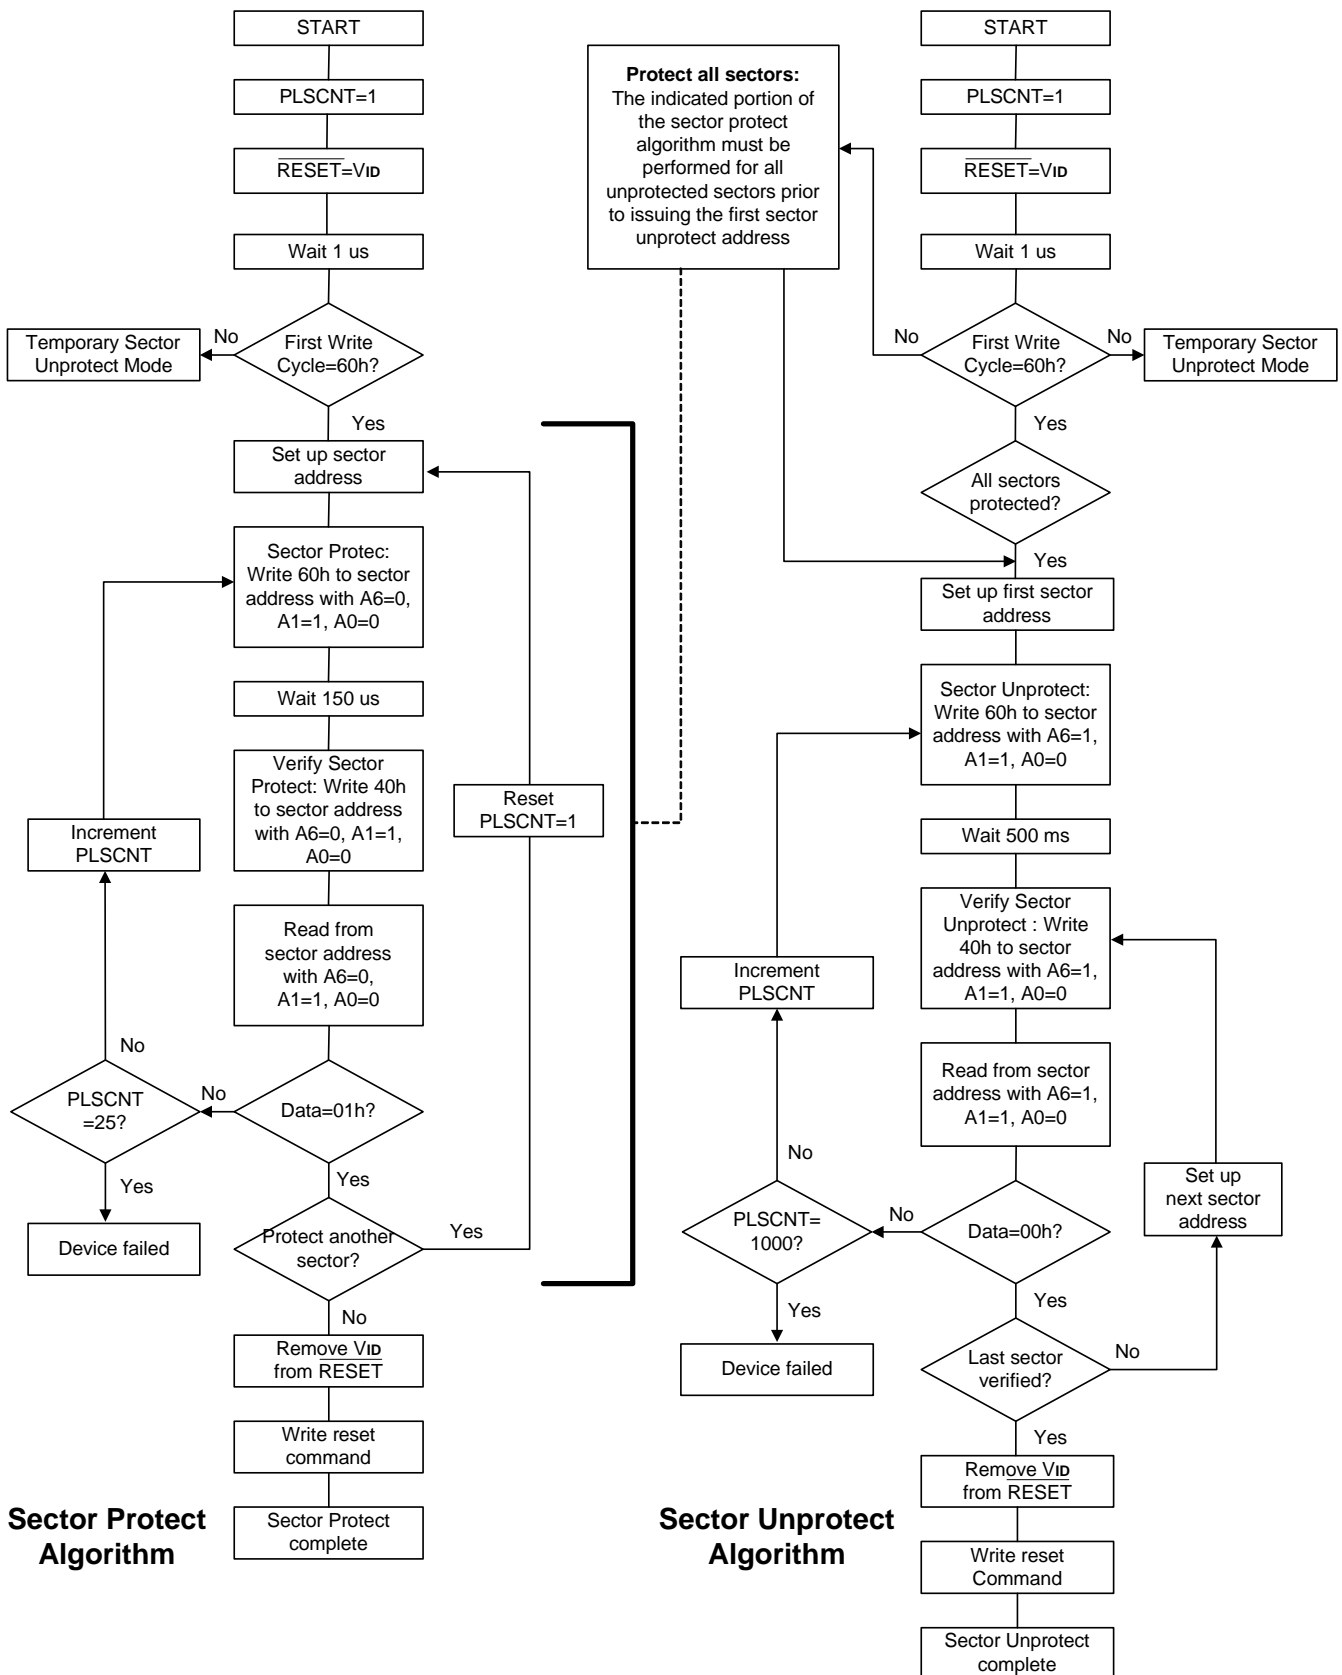 START
PLSCNT=1
RESET=VID
Wait 1 us
First Write
Cycle=60h?
No
Temporary Sector
Unprotect Mode
Yes
Set up sector
address
Sector Protec:
Write 60h to sector
address with A6=0,
A1=1, A0=0
Wait 150 us
Verify Sector
Protect: Write 40h
to sector address
with A6=0, A1=1,
A0=0
Reset
PLSCNT=1
Increment
PLSCNT
Read from
sector address
with A6=0,
A1=1, A0=0
No
PLSCNT
=25?
No
Data=01h?
Yes
Device failed
Yes
Protect another
sector?
Yes
No
Remove VID
from RESET
Write reset
command
Sector Protect
complete
Sector Protect
Algorithm
Protect all sectors:
The indicated portion of
the sector protect
algorithm must be
performed for all
unprotected sectors prior
to issuing the first sector
unprotect address
START
PLSCNT=1
RESET=VID
Wait 1 us
No
First Write
Cycle=60h?
No
Temporary Sector
Unprotect Mode
Yes
All sectors
protected?
Yes
Set up first sector
address
Sector Unprotect:
Write 60h to sector
address with A6=1,
A1=1, A0=0
Wait 500 ms
Verify Sector
Unprotect : Write
40h to sector
address with A6=1,
A1=1, A0=0
Increment
PLSCNT
Read from sector
address with A6=1,
A1=1, A0=0
No
PLSCNT=
1000?
No
Data=00h?
Set up
next sector
address
Yes
Device failed
Yes
Last sector
verified?
No
Yes
Remove VID
from RESET
Write reset
Command
Sector Unprotect
complete
Sector Unprotect
Algorithm